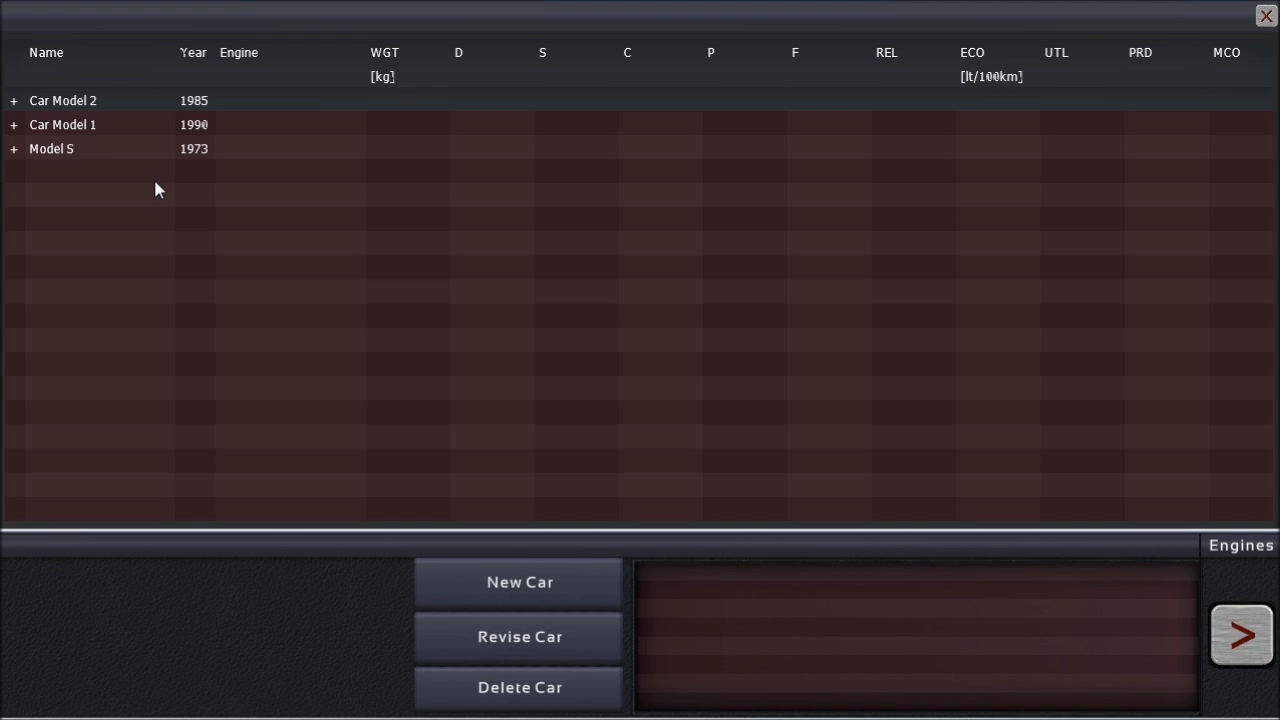 Name Year Engine WGT D S C P F REL ECO UTL PRD MCO
[kg] [lt/100km]
+ Car Model 2 1985
+ Car Model 1 1990
+ Model S 1973
Engines
New Car
Revise Car
>
Delete Car